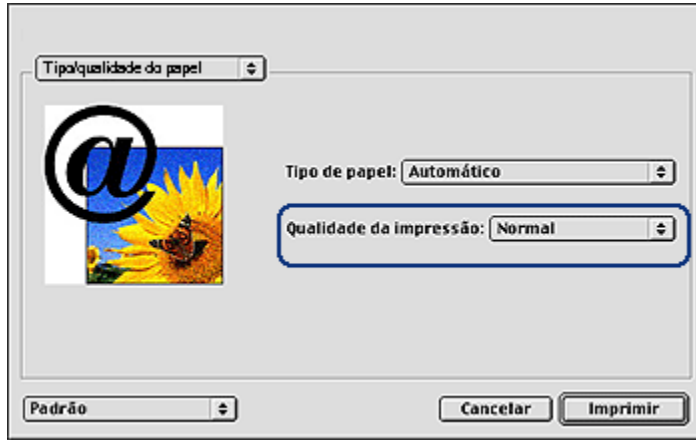 Tipo/qualidade do papel
@
Tipo de papel: Automático
Qualidade da impressão: Normal
Padrão
Cancelar
Imprimir